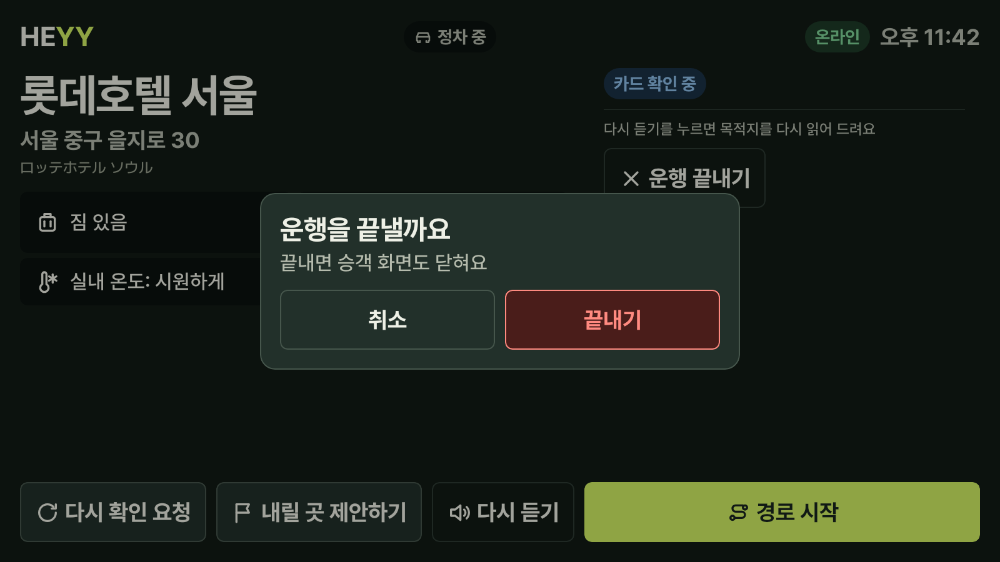 HEYY
정차 중
온라인
오후 11:42
롯데호텔 서울
서울 중구 을지로 30
ロッテホテル ソウル
짐 있음
실내 온도: 시원하게
카드 확인 중
다시 듣기를 누르면 목적지를 다시 읽어 드려요
운행 끝내기
운행을 끝낼까요
끝내면 승객 화면도 닫혀요
취소
끝내기
다시 확인 요청
내릴 곳 제안하기
다시 듣기
경로 시작